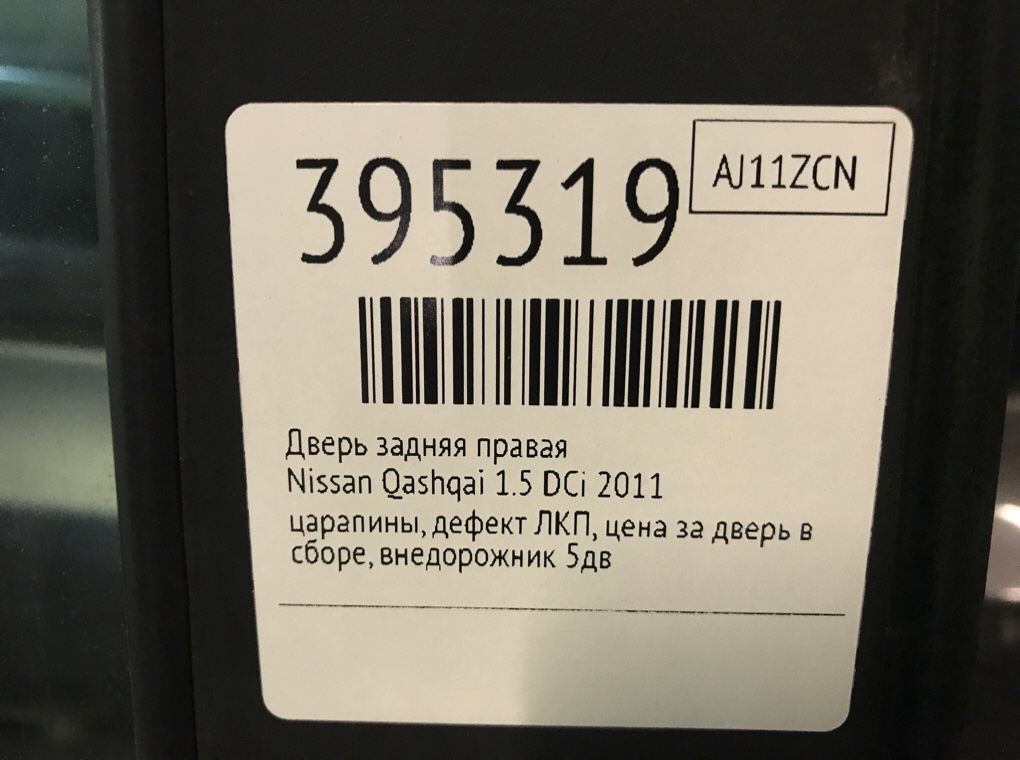 395319
AJ11ZCN
Дверь задняя правая
Nissan Qashqai 1.5 DCi 2011
царапины, дефект ЛКП, цена за дверь в
сборе, внедорожник 5дв